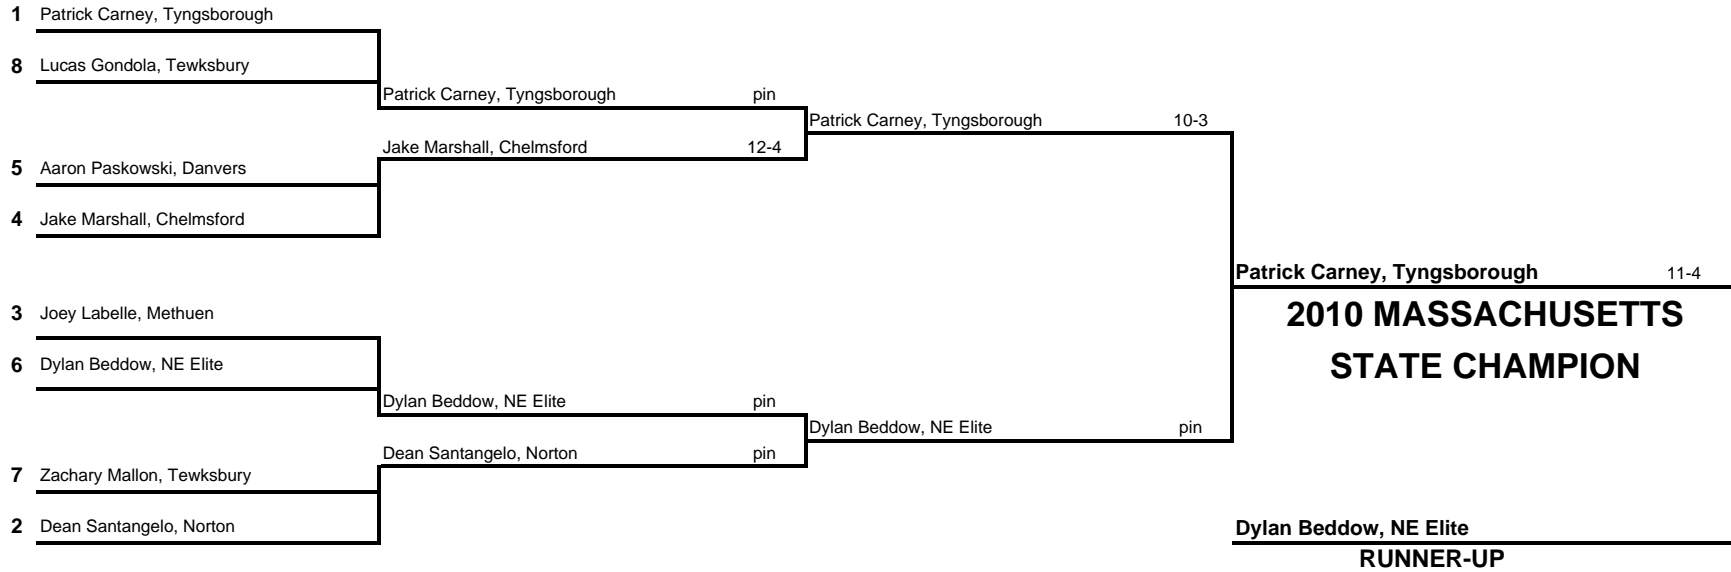 1 Patrick Carney, Tyngsborough
8 Lucas Gondola, Tewksbury
Patrick Carney, Tyngsborough pin
Patrick Carney, Tyngsborough 10-3
Jake Marshall, Chelmsford 12-4
5 Aaron Paskowski, Danvers
4 Jake Marshall, Chelmsford
Patrick Carney, Tyngsborough 11-4
2010 MASSACHUSETTS
STATE CHAMPION
3 Joey Labelle, Methuen
6 Dylan Beddow, NE Elite
Dylan Beddow, NE Elite pin
Dylan Beddow, NE Elite pin
Dean Santangelo, Norton pin
7 Zachary Mallon, Tewksbury
2 Dean Santangelo, Norton
Dylan Beddow, NE Elite
RUNNER-UP